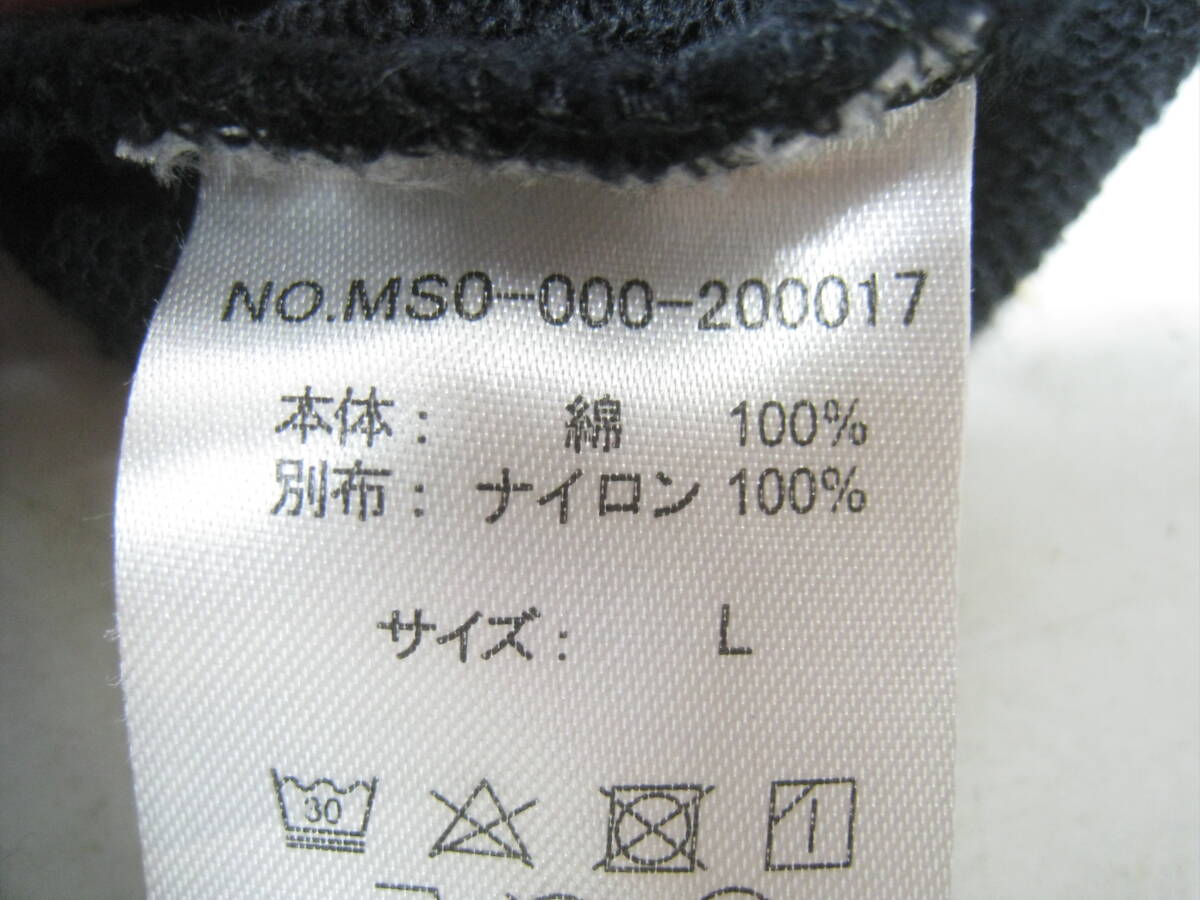 NO.MS0-000-200017
本体： 綿 100%
別布： ナイロン 100%
サイズ： L
30